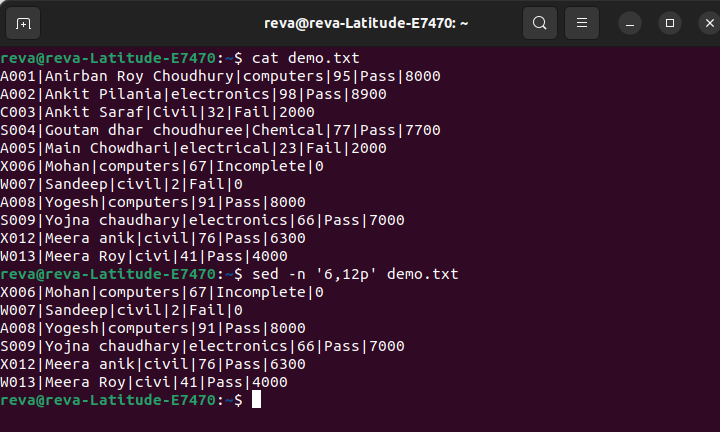 reva@reva-Latitude-E7470: ~
reva@reva-Latitude-E7470:~$ cat demo.txt
A001|Anirban Roy Choudhury|computers|95|Pass|8000
A002|Ankit Pilania|electronics|98|Pass|8900
C003|Ankit Saraf|Civil|32|Fail|2000
S004|Goutam dhar choudhuree|Chemical|77|Pass|7700
A005|Main Chowdhari|electrical|23|Fail|2000
X006|Mohan|computers|67|Incomplete|0
W007|Sandeep|civil|2|Fail|0
A008|Yogesh|computers|91|Pass|8000
S009|Yojna chaudhary|electronics|66|Pass|7000
X012|Meera anik|civil|76|Pass|6300
W013|Meera Roy|civi|41|Pass|4000
reva@reva-Latitude-E7470:~$ sed -n '6,12p' demo.txt
X006|Mohan|computers|67|Incomplete|0
W007|Sandeep|civil|2|Fail|0
A008|Yogesh|computers|91|Pass|8000
S009|Yojna chaudhary|electronics|66|Pass|7000
X012|Meera anik|civil|76|Pass|6300
W013|Meera Roy|civi|41|Pass|4000
reva@reva-Latitude-E7470:~$